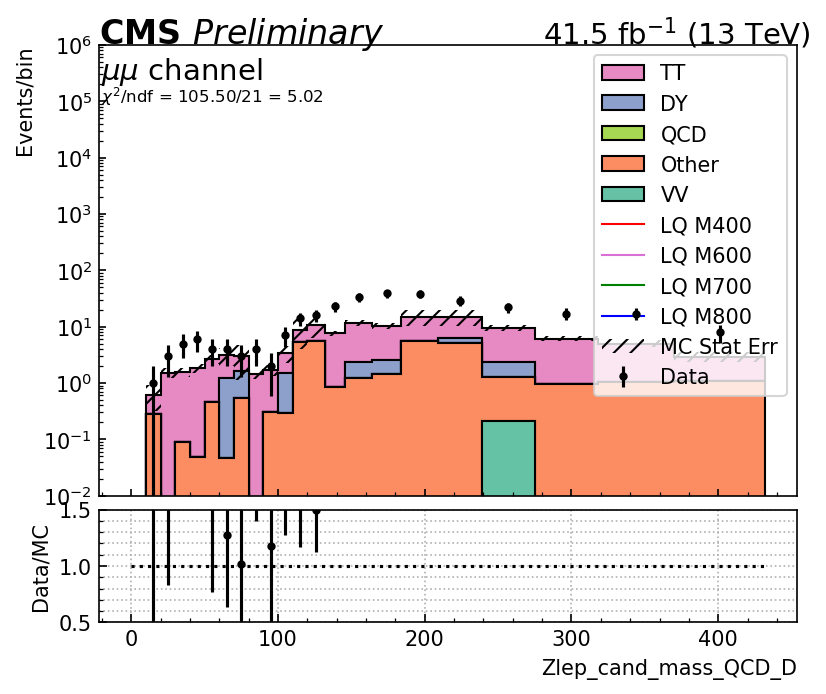 CMS Preliminary 41.5 fb⁻¹ (13 TeV)
μμ channel
χ²/ndf = 105.50/21 = 5.02
Events/bin
10⁶
10⁵
10⁴
10³
10²
10¹
10⁰
10⁻¹
10⁻²
TT
DY
QCD
Other
VV
LQ M400
LQ M600
LQ M700
LQ M800
MC Stat Err
Data
Data/MC
1.5
1.0
0.5
0 100 200 300 400
Zlep_cand_mass_QCD_D